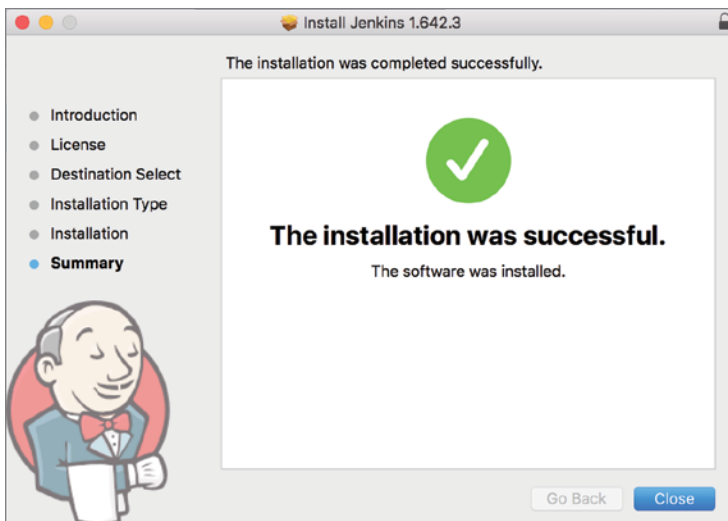 Install Jenkins 1.642.3
The installation was completed successfully.
Introduction
License
Destination Select
Installation Type
Installation
Summary
The installation was successful.
The software was installed.
Go Back
Close